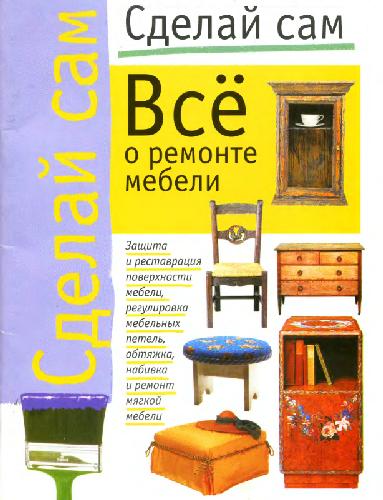 Сделай сам
Сделай сам
Всё
о ремонте
мебели
Защита
и реставрация
поверхности
мебели,
регулировка
мебельных
петель,
обтяжка,
набивка
и ремонт
мягкой
мебели